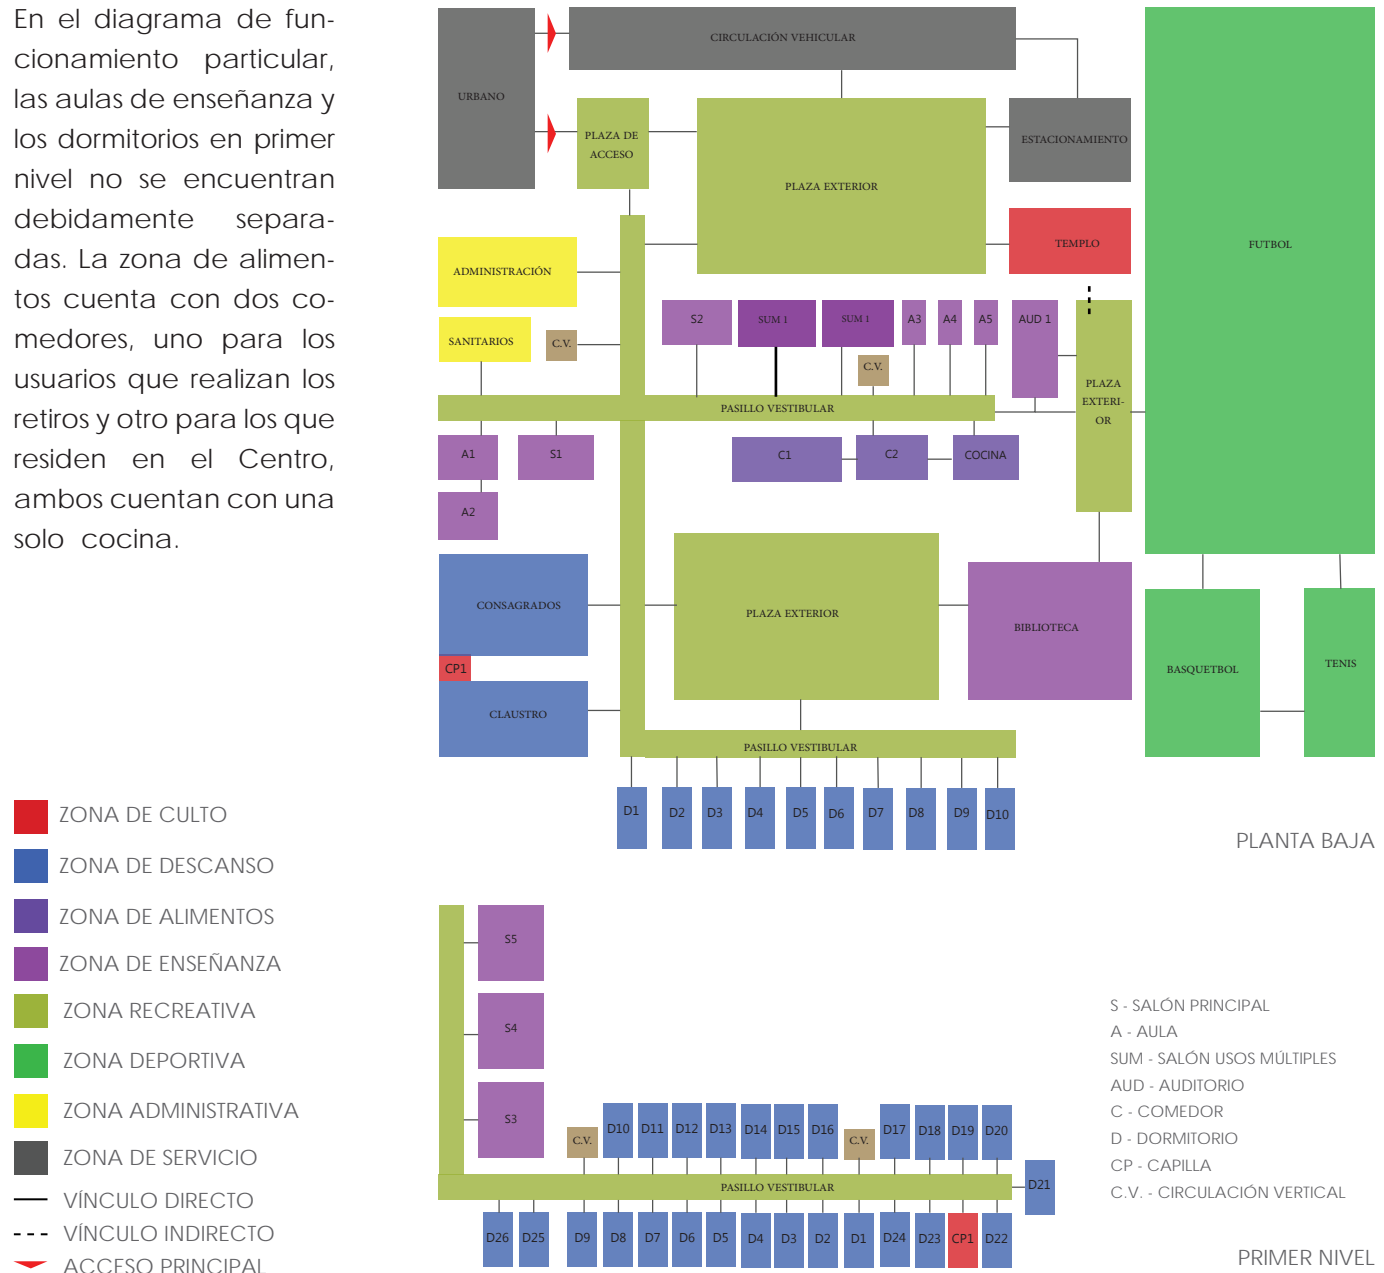 En el diagrama de fun-
cionamiento particular,
las aulas de enseñanza y
los dormitorios en primer
nivel no se encuentran
debidamente separa-
das. La zona de alimen-
tos cuenta con dos co-
medores, uno para los
usuarios que realizan los
retiros y otro para los que
residen en el Centro,
ambos cuentan con una
solo cocina.
CIRCULACIÓN VEHICULAR
URBANO
PLAZA DE
ACCESO
PLAZA EXTERIOR
ESTACIONAMIENTO
TEMPLO
FUTBOL
ADMINISTRACIÓN
SANITARIOS
C.V.
S2
SUM 1
SUM 1
A3
A4
A5
AUD 1
C.V.
PLAZA
EXTERI-
OR
PASILLO VESTIBULAR
A1
S1
C1
C2
COCINA
A2
CONSAGRADOS
PLAZA EXTERIOR
BIBLIOTECA
CP1
CLAUSTRO
BASQUETBOL
TENIS
PASILLO VESTIBULAR
D1
D2
D3
D4
D5
D6
D7
D8
D9
D10
PLANTA BAJA
ZONA DE CULTO
ZONA DE DESCANSO
ZONA DE ALIMENTOS
ZONA DE ENSEÑANZA
ZONA RECREATIVA
ZONA DEPORTIVA
ZONA ADMINISTRATIVA
ZONA DE SERVICIO
VÍNCULO DIRECTO
VÍNCULO INDIRECTO
ACCESO PRINCIPAL
S5
S4
S3
C.V.
D10
D11
D12
D13
D14
D15
D16
C.V.
D17
D18
D19
D20
PASILLO VESTIBULAR
D21
D26
D25
D9
D8
D7
D6
D5
D4
D3
D2
D1
D24
D23
CP1
D22
S - SALÓN PRINCIPAL
A - AULA
SUM - SALÓN USOS MÚLTIPLES
AUD - AUDITORIO
C - COMEDOR
D - DORMITORIO
CP - CAPILLA
C.V. - CIRCULACIÓN VERTICAL
PRIMER NIVEL